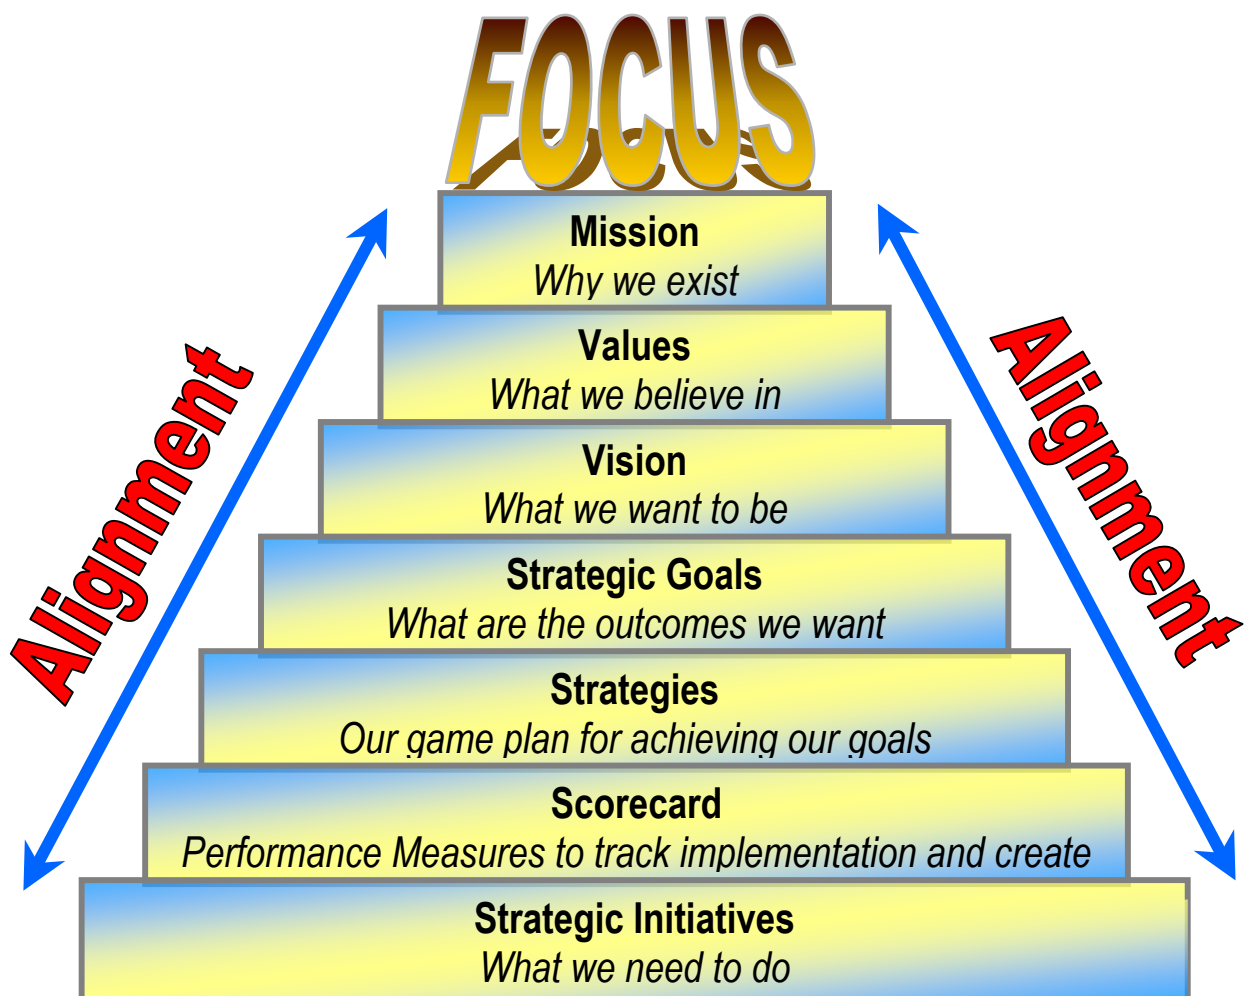 FOCUS
Mission
Why we exist
Values
What we believe in
Vision
What we want to be
Strategic Goals
What are the outcomes we want
Strategies
Our game plan for achieving our goals
Scorecard
Performance Measures to track implementation and create
Strategic Initiatives
What we need to do
Alignment
Alignment